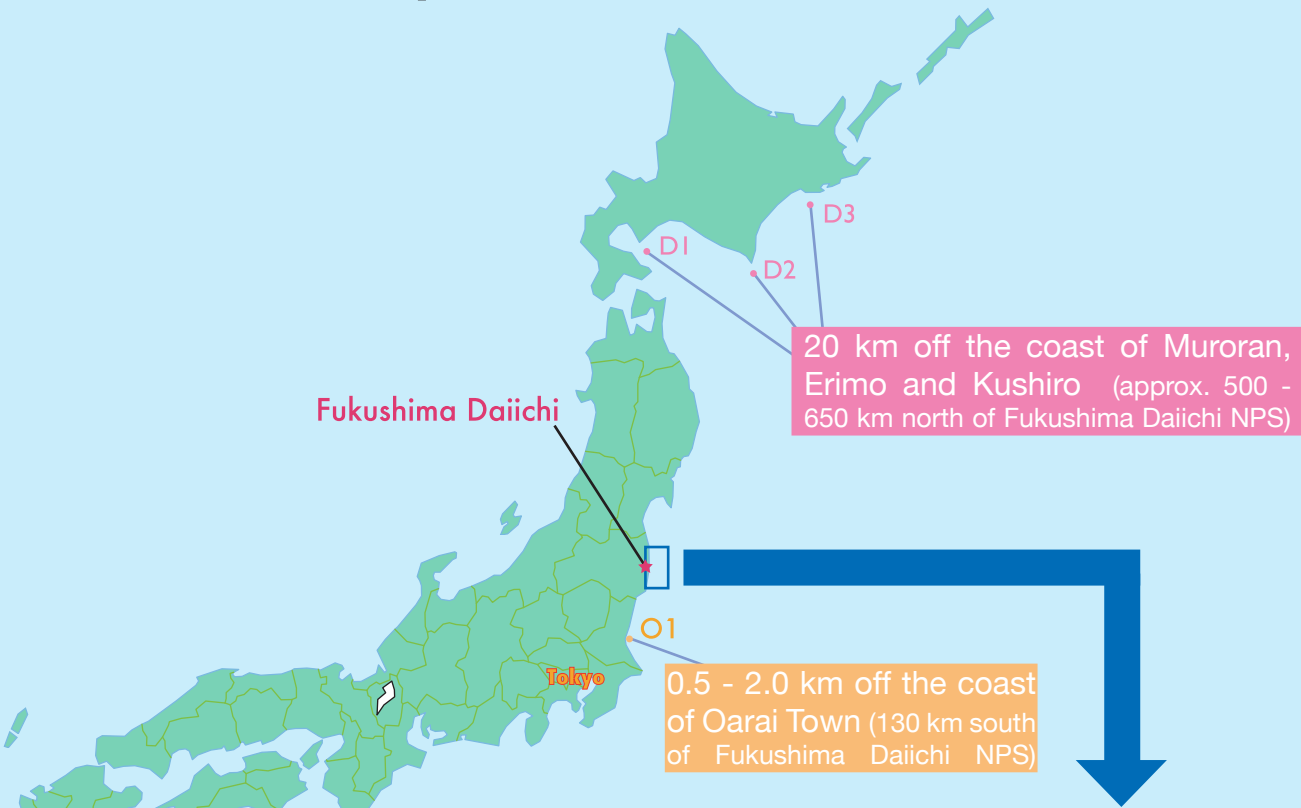 D3
D1
D2
20 km off the coast of Muroran,
Erimo and Kushiro (approx. 500 -
650 km north of Fukushima Daiichi NPS)
Fukushima Daiichi
O1
Tokyo
0.5 - 2.0 km off the coast
of Oarai Town (130 km south
of Fukushima Daiichi NPS)